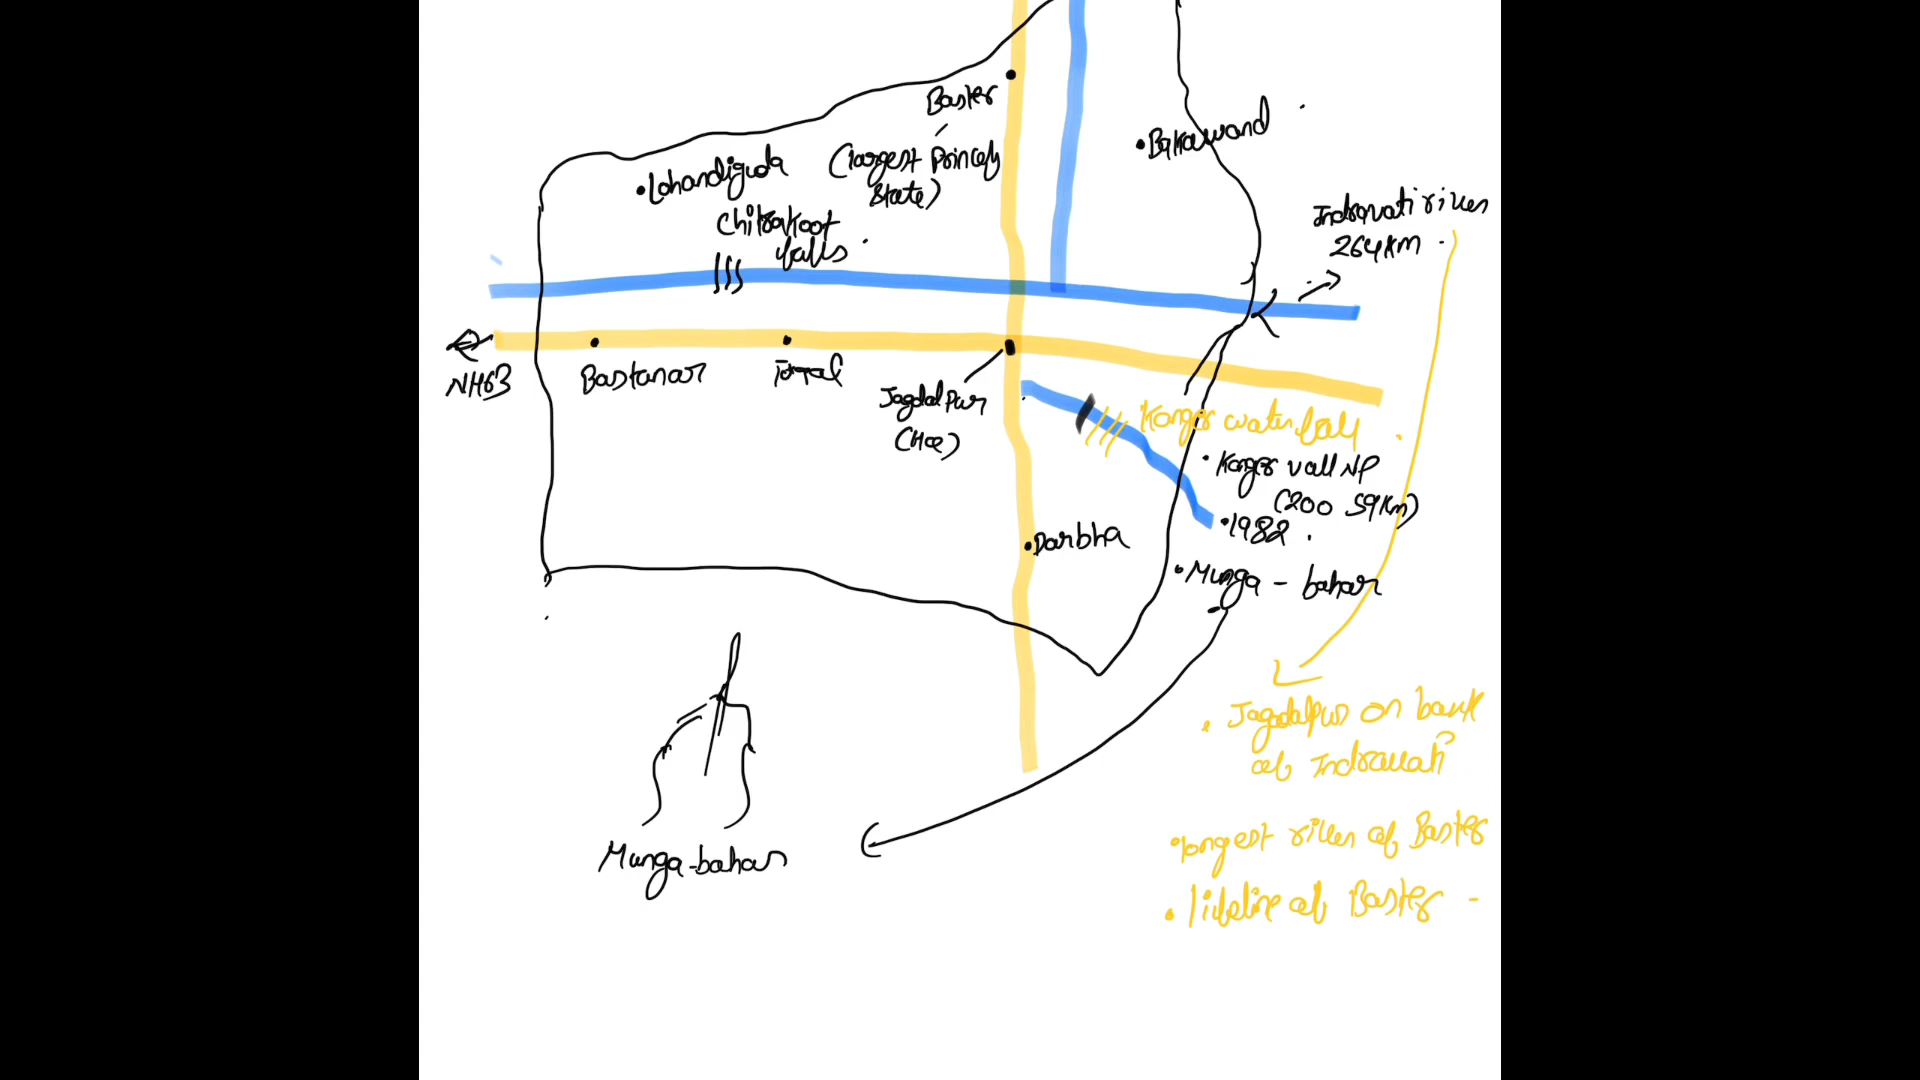 Baster
(largest Princely
State)
Bakawand
Lohandiguda
Chitrakoot
falls
Indravati river
264 Km
NH63
Bastanar
Jagdalpur
(HQ)
Kanger waterfall
Kanger vall NP
(200 sqKm)
1982
Darbha
Munga - bahar
Jagdalpur on bank
of Indravati
longest river of Baster
lifeline of Baster
Munga-bahar